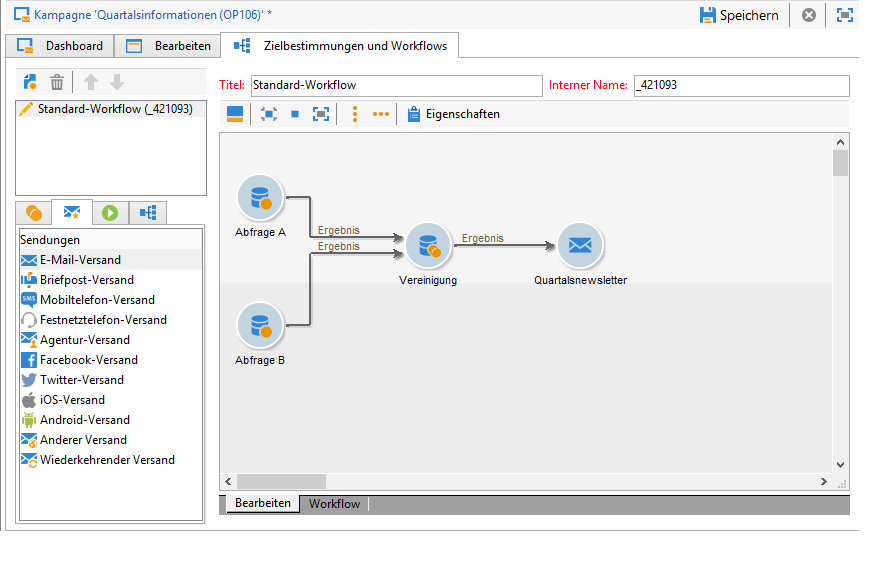 Kampagne 'Quartalsinformationen (OP106)' *
Speichern
Dashboard
Bearbeiten
Zielbestimmungen und Workflows
Titel:
Standard-Workflow
Interner Name:
_421093
Standard-Workflow (_421093)
Eigenschaften
Abfrage A
Ergebnis
Ergebnis
Ergebnis
Vereinigung
Quartalsnewsletter
Abfrage B
Sendungen
E-Mail-Versand
Briefpost-Versand
SMS
Mobiltelefon-Versand
Festnetztelefon-Versand
Agentur-Versand
Facebook-Versand
Twitter-Versand
iOS-Versand
Android-Versand
Anderer Versand
Wiederkehrender Versand
Bearbeiten
Workflow